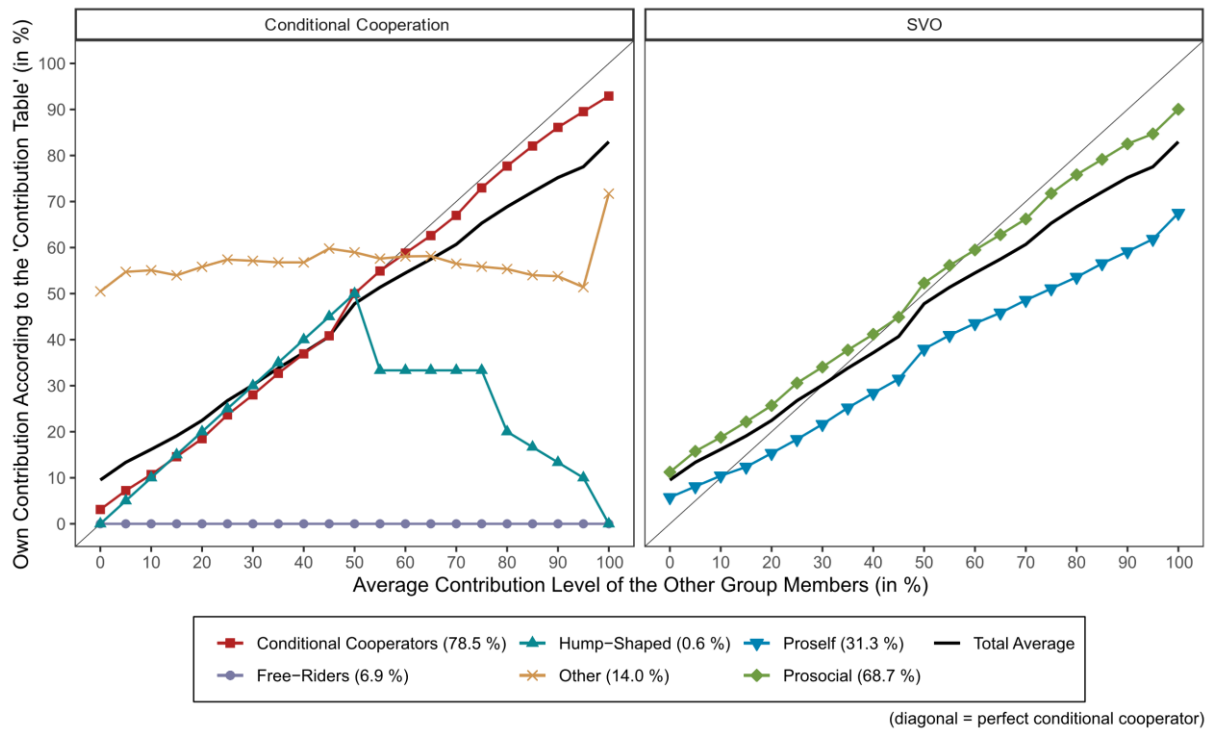 Conditional Cooperation
SVO
Own Contribution According to the 'Contribution Table' (in %)
100
90
80
70
60
50
40
30
20
10
0
0 10 20 30 40 50 60 70 80 90 100
0 10 20 30 40 50 60 70 80 90 100
Average Contribution Level of the Other Group Members (in %)
Conditional Cooperators (78.5 %)
Hump−Shaped (0.6 %)
Proself (31.3 %)
Total Average
Free−Riders (6.9 %)
Other (14.0 %)
Prosocial (68.7 %)
(diagonal = perfect conditional cooperator)